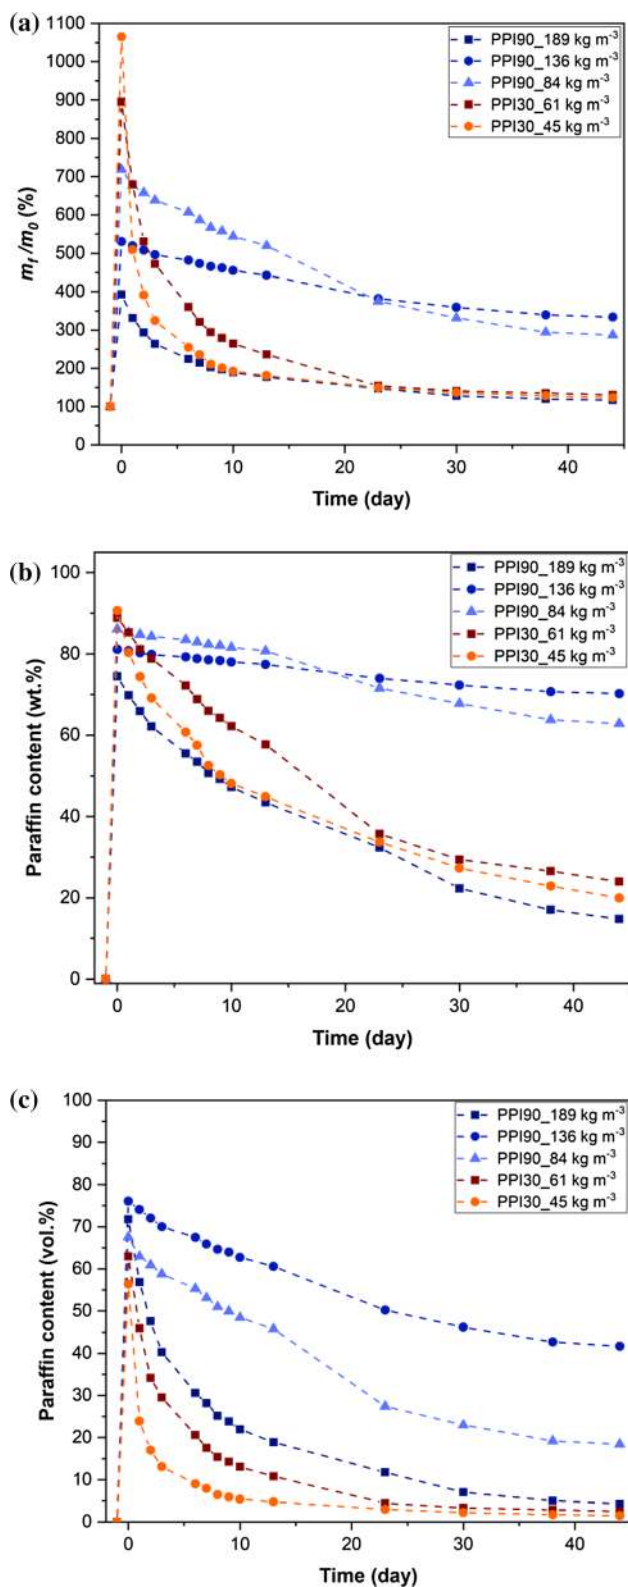 (a)
1100
1000
900
800
700
600
500
400
300
200
100
0
m_f /m_0 (%)
PPI90_189 kg m⁻³
PPI90_136 kg m⁻³
PPI90_84 kg m⁻³
PPI30_61 kg m⁻³
PPI30_45 kg m⁻³
0 10 20 30 40
Time (day)
(b)
100
80
60
40
20
0
Paraffin content (wt.%)
PPI90_189 kg m⁻³
PPI90_136 kg m⁻³
PPI90_84 kg m⁻³
PPI30_61 kg m⁻³
PPI30_45 kg m⁻³
0 10 20 30 40
Time (day)
(c)
100
90
80
70
60
50
40
30
20
10
0
Paraffin content (vol.%)
PPI90_189 kg m⁻³
PPI90_136 kg m⁻³
PPI90_84 kg m⁻³
PPI30_61 kg m⁻³
PPI30_45 kg m⁻³
0 10 20 30 40
Time (day)